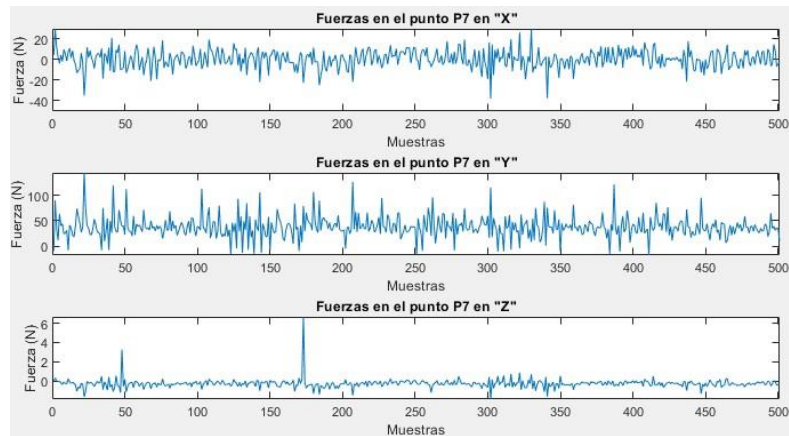 Fuerzas en el punto P7 en "X"
Fuerza (N)
20
0
-20
-40
0 50 100 150 200 250 300 350 400 450 500
Muestras
Fuerzas en el punto P7 en "Y"
Fuerza (N)
100
50
0
0 50 100 150 200 250 300 350 400 450 500
Muestras
Fuerzas en el punto P7 en "Z"
Fuerza (N)
6
4
2
0
0 50 100 150 200 250 300 350 400 450 500
Muestras